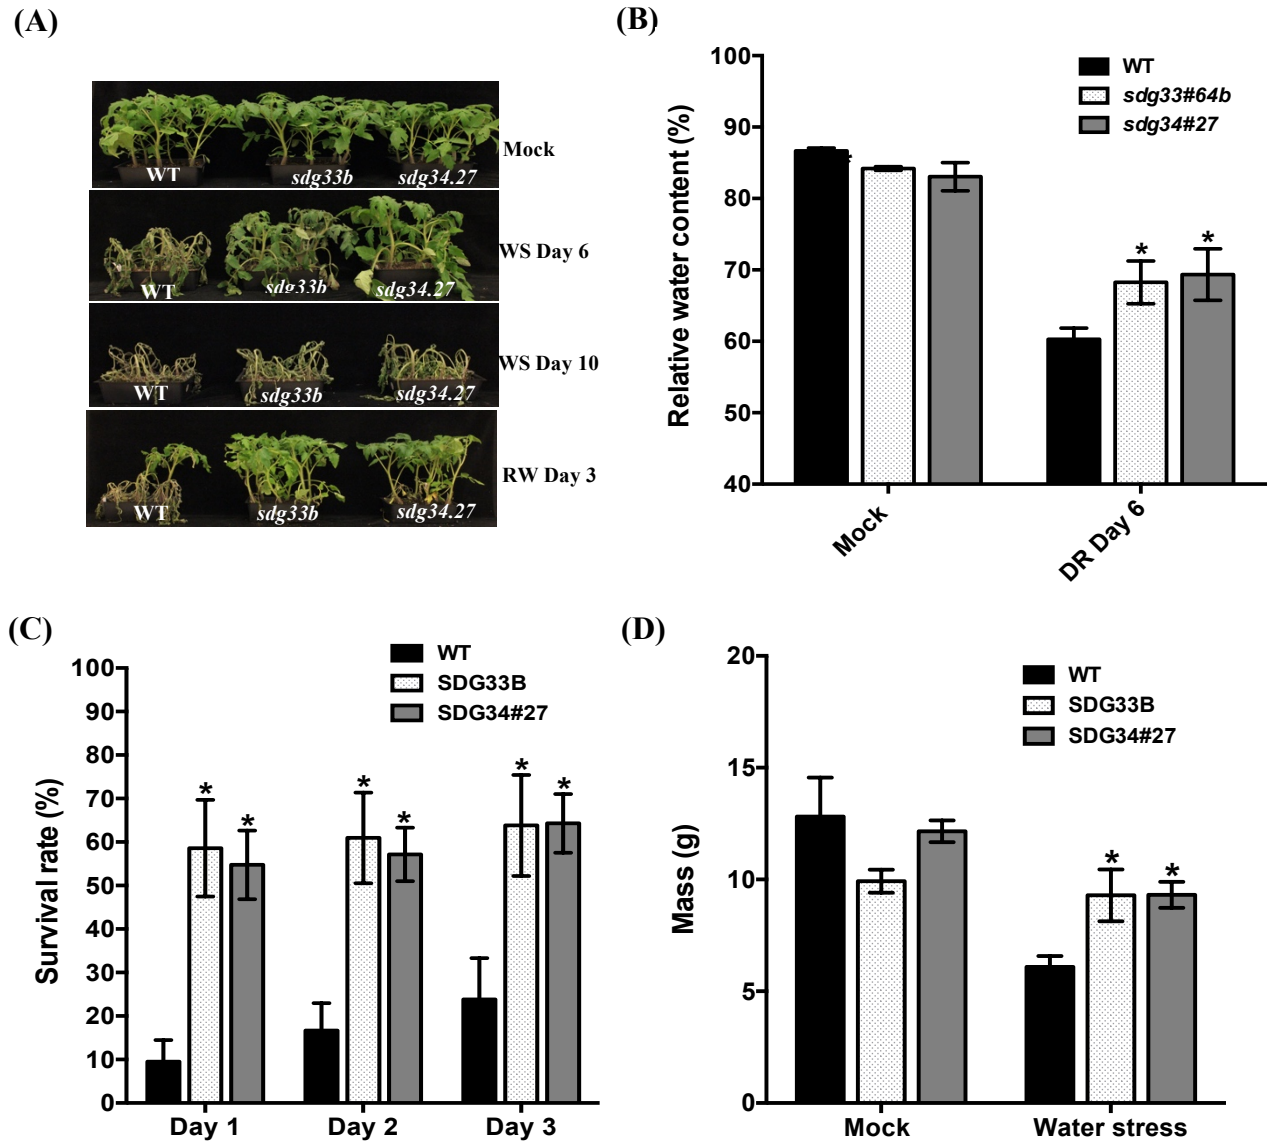 (A)
WT
sdg33b
sdg34.27
Mock
WT
sdg33b
sdg34.27
WS Day 6
WT
sdg33b
sdg34.27
WS Day 10
WT
sdg33b
sdg34.27
RW Day 3
(B)
Relative water content (%)
100
90
80
70
60
50
40
WT
sdg33#64b
sdg34#27
*
*
Mock
DR Day 6
(C)
Survival rate (%)
100
90
80
70
60
50
40
30
20
10
0
WT
SDG33B
SDG34#27
*
*
*
*
*
*
Day 1
Day 2
Day 3
(D)
Mass (g)
20
15
10
5
0
WT
SDG33B
SDG34#27
*
*
Mock
Water stress